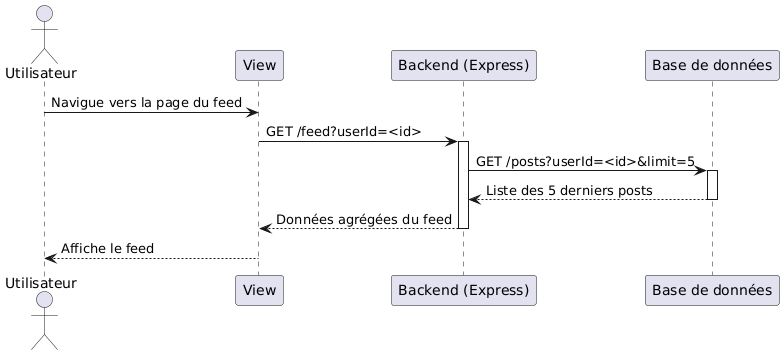 Utilisateur
View
Backend (Express)
Base de données
Navigue vers la page du feed
GET /feed?userId=<id>
GET /posts?userId=<id>&limit=5
Liste des 5 derniers posts
Données agrégées du feed
Affiche le feed
Utilisateur
View
Backend (Express)
Base de données